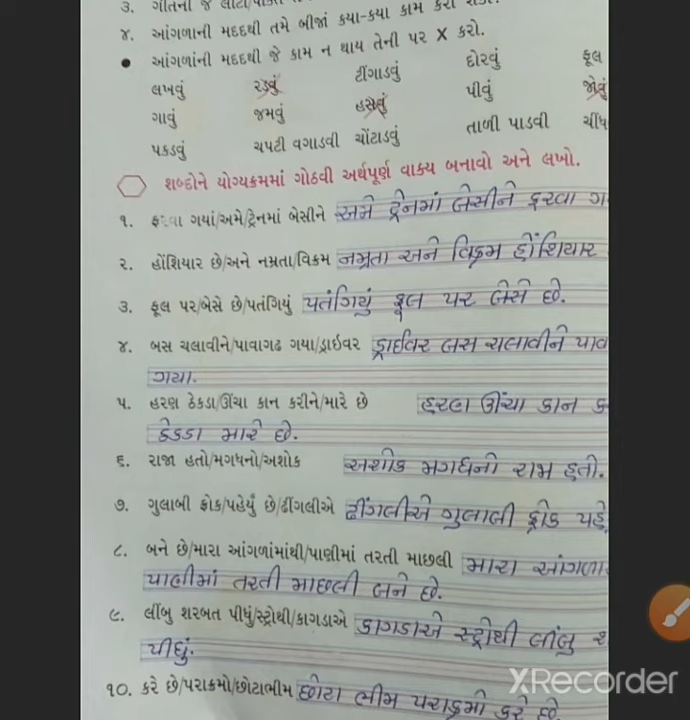 ૩. ગીતની જે
૪. આંગળાની મદદથી તમે બીજાં ક્યા-ક્યા કામ કરી
• આંગળાંની મદદથી જે કામ ન થાય તેની પર X કરો.
લખવું રડવું ટીંગાડવું દોરવું ફૂલ
ગાવું જમવું હસવું પીવું જોવું
પકડવું ચપટી વગાડવી ચોંટાડવું તાળી પાડવી
શબ્દોને યોગ્યક્રમમાં ગોઠવી અર્થપૂર્ણ વાક્ય બનાવો અને લખો.
૧. ફરવા ગયાં/અમે/ટ્રેનમાં બેસીને અમે ટ્રેનમાં બેસીને ફરવા ગ
૨. હોંશિયાર છે/અને નમ્રતા/વિક્રમ નમ્રતા અને વિક્રમ હોંશિયાર
૩. ફૂલ પર/બેસે છે/પતંગિયું પતંગિયું ફૂલ પર બેસે છે.
૪. બસ ચલાવીને/પાવાગઢ ગયા/ડ્રાઇવર ડ્રાઈવર બસ ચલાવીને પાવ
ગયા.
૫. હરણ ઠેકડા/ઊંચા કાન કરીને/મારે છે હરણ ઊંચા કાન ક
ઠેકડા મારે છે.
૬. રાજા હતો/મગધનો/અશોક અશોક મગધનો રાજા હતો.
૭. ગુલાબી ફ્રોક/પહેર્યું છે/ઢીંગલીએ ઢીંગલીએ ગુલાબી ફ્રોક પહે
૮. બને છે/મારા આંગળાંમાંથી/પાણીમાં તરતી માછલી મારા આંગળા
પાણીમાં તરતી માછલી બને છે.
૯. લીંબુ શરબત પીધું/સ્ટ્રોથી/કાગડાએ કાગડાએ સ્ટ્રોથી લીંબુ શ
પીધું.
૧૦. કરે છે/પરાક્રમો/છોટાભીમ છોટા ભીમ પરાક્રમો કરે છે.
XRecorder